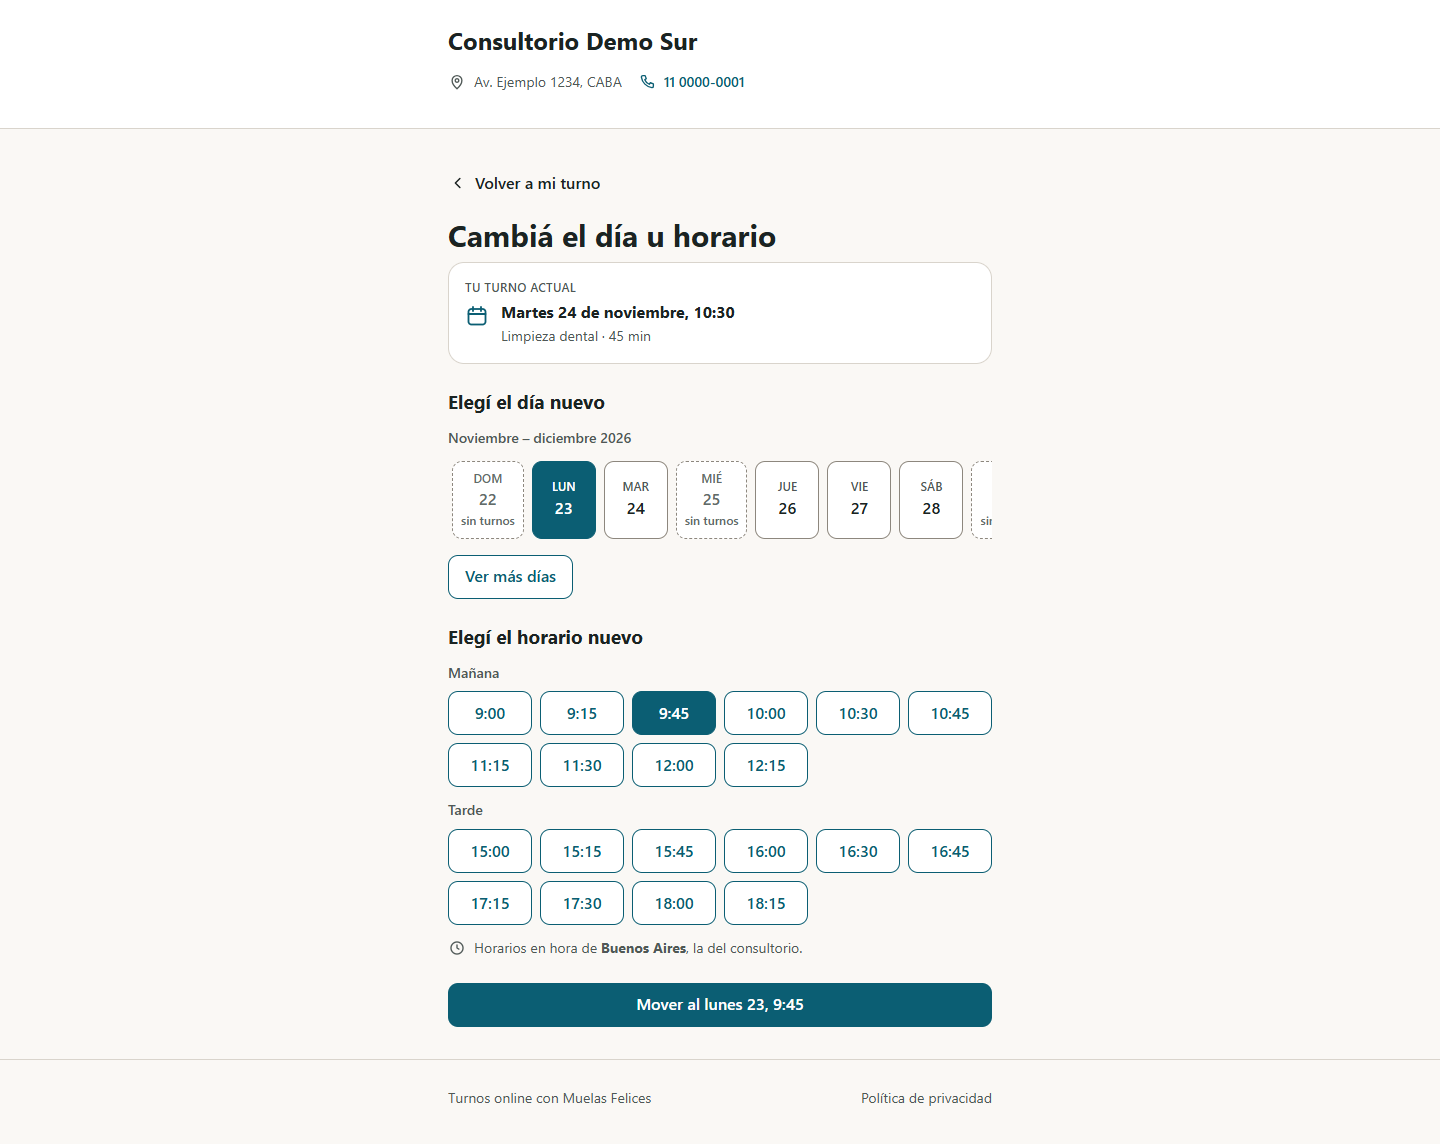 Consultorio Demo Sur
Av. Ejemplo 1234, CABA 11 0000-0001
Volver a mi turno
Cambiá el día u horario
TU TURNO ACTUAL
Martes 24 de noviembre, 10:30
Limpieza dental · 45 min
Elegí el día nuevo
Noviembre – diciembre 2026
DOM 22 sin turnos
LUN 23
MAR 24
MIÉ 25 sin turnos
JUE 26
VIE 27
SÁB 28
Ver más días
Elegí el horario nuevo
Mañana
9:00 9:15 9:45 10:00 10:30 10:45
11:15 11:30 12:00 12:15
Tarde
15:00 15:15 15:45 16:00 16:30 16:45
17:15 17:30 18:00 18:15
Horarios en hora de Buenos Aires, la del consultorio.
Mover al lunes 23, 9:45
Turnos online con Muelas Felices Política de privacidad